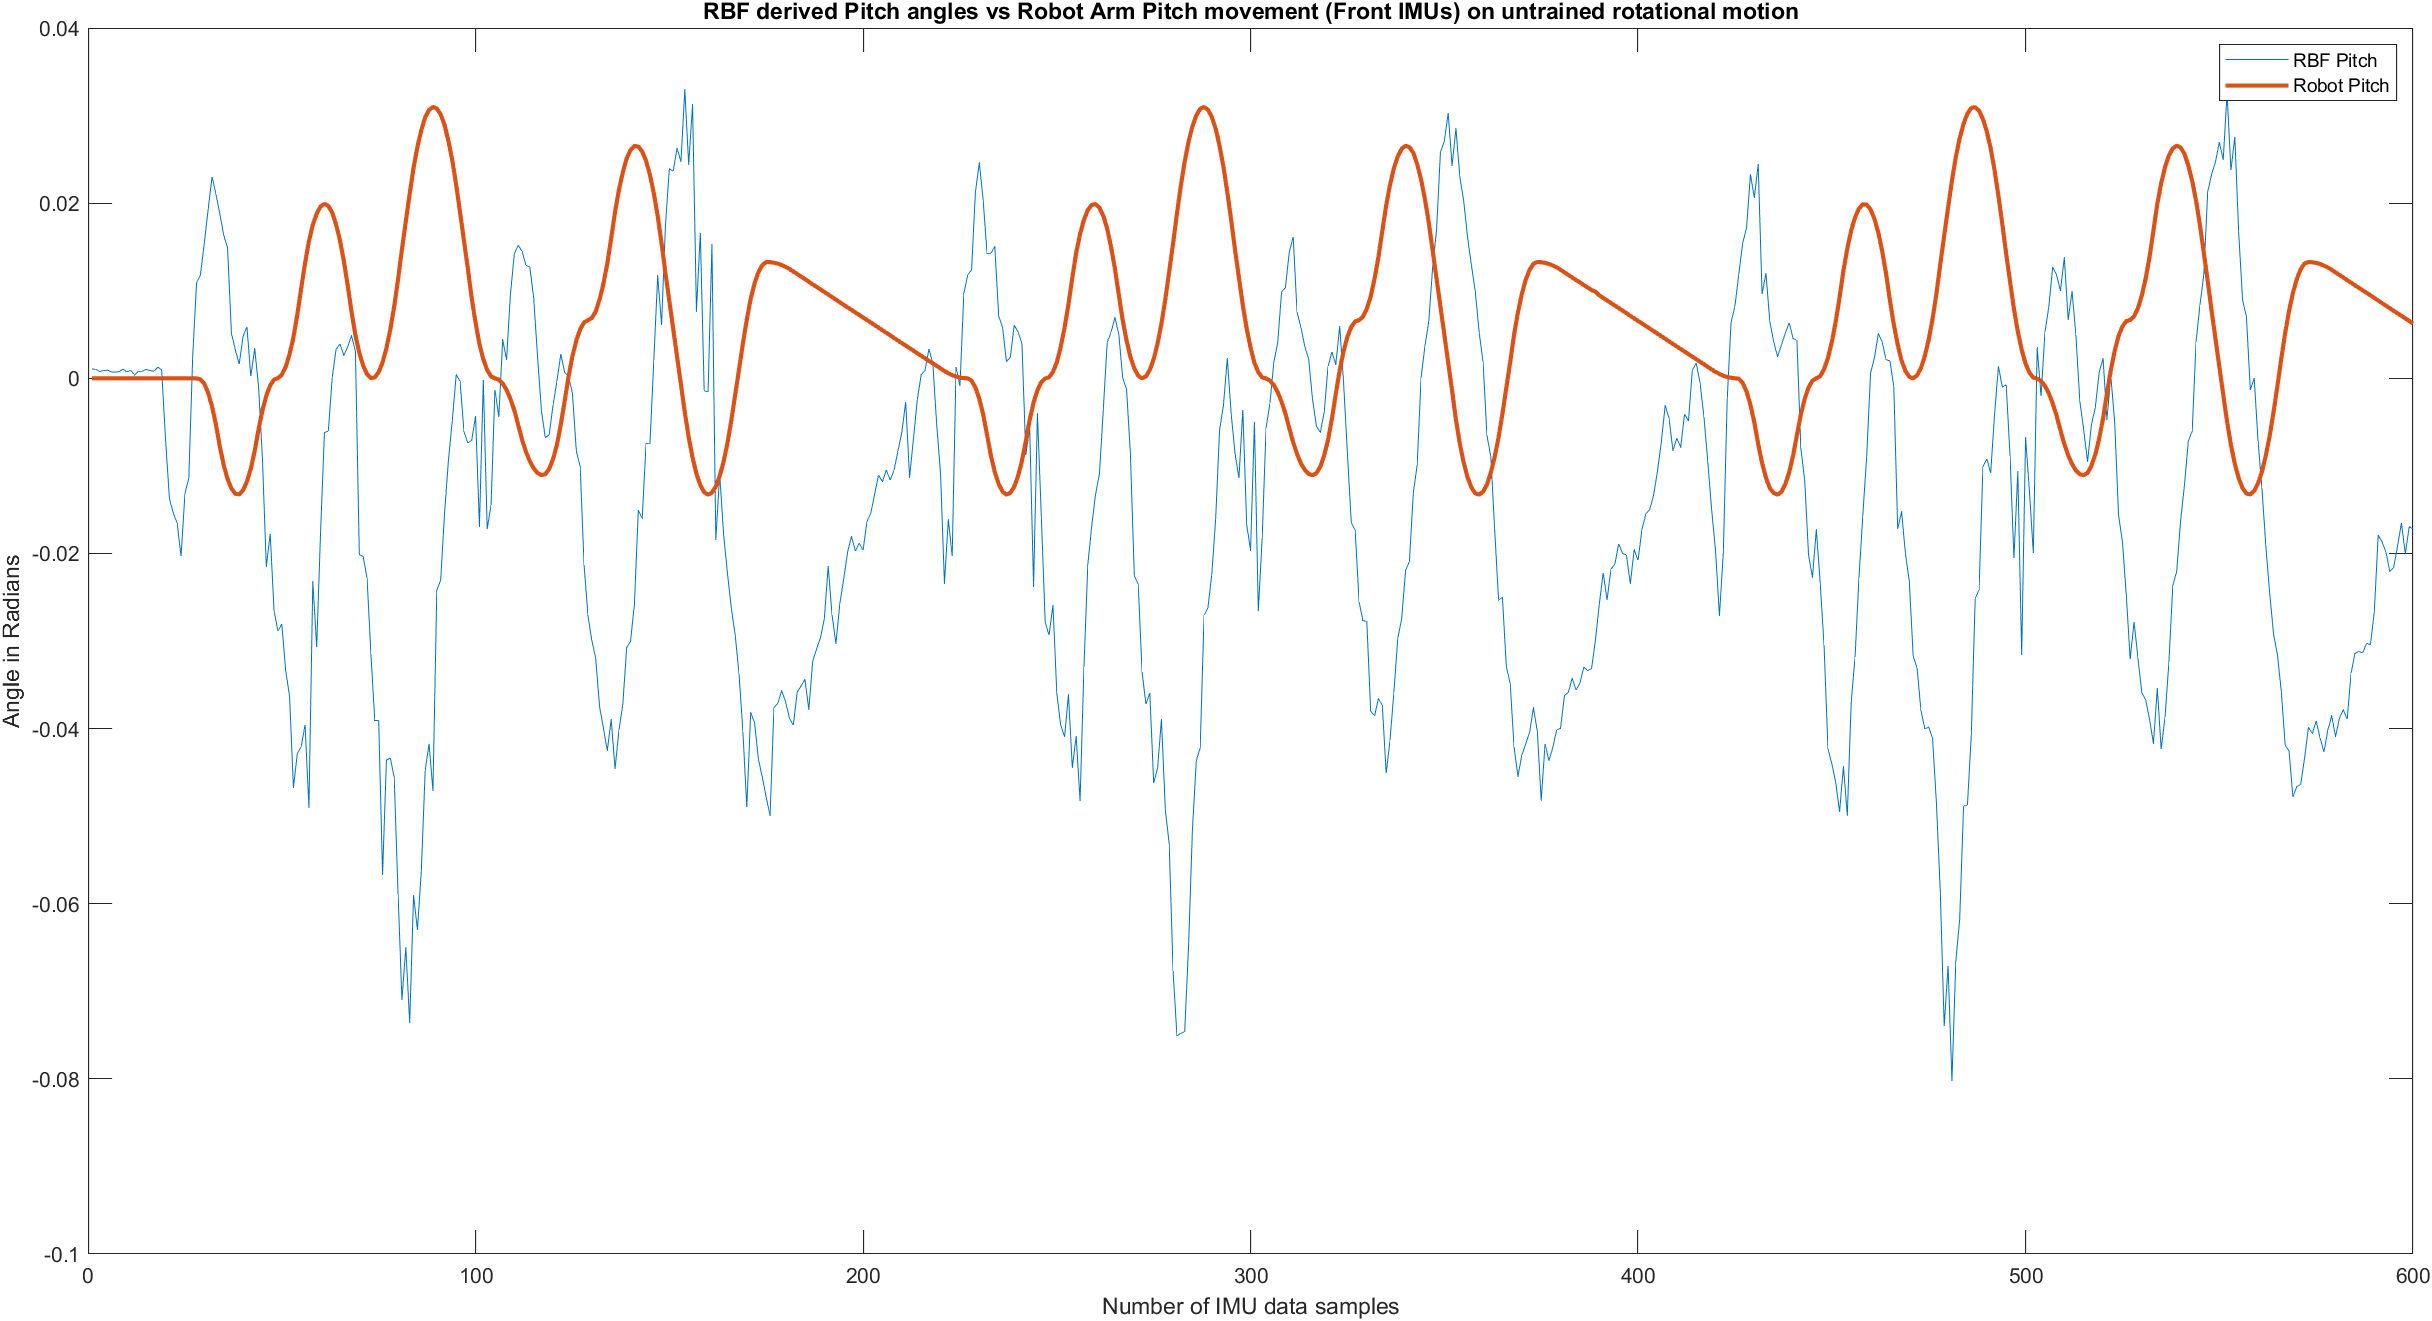 RBF derived Pitch angles vs Robot Arm Pitch movement (Front IMUs) on untrained rotational motion
RBF Pitch
Robot Pitch
0.04
0.02
0
-0.02
-0.04
-0.06
-0.08
-0.1
Angle in Radians
0 100 200 300 400 500 600
Number of IMU data samples